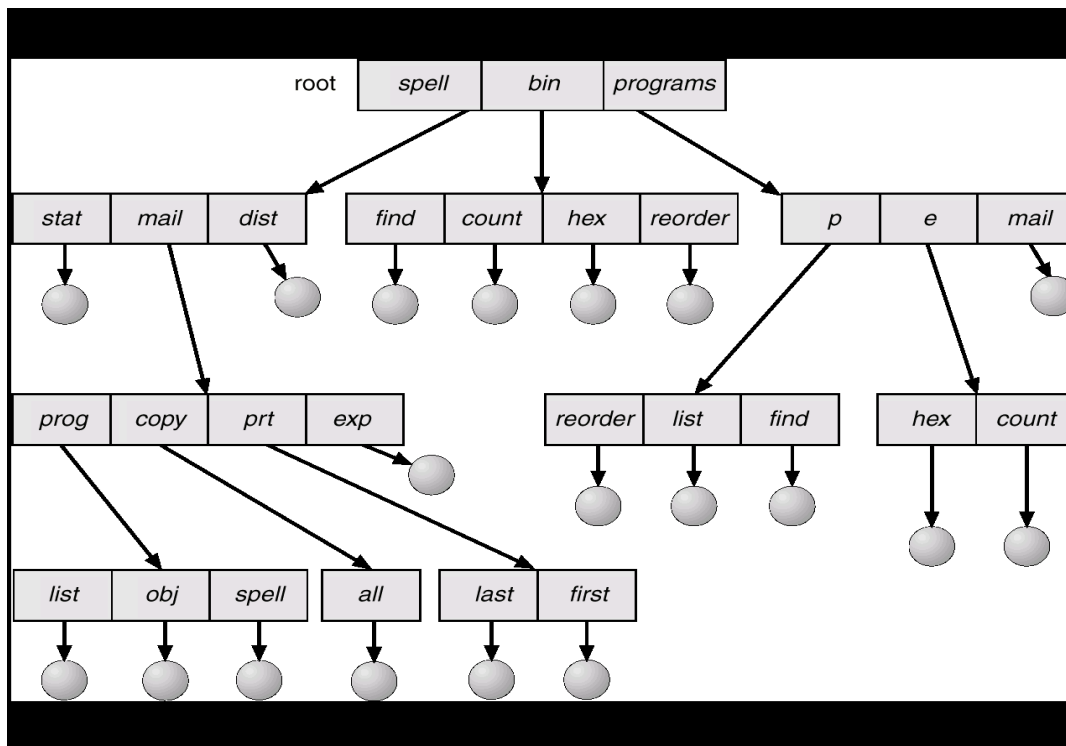 root spell bin programs
stat mail dist find count hex reorder p e mail
prog copy prt exp reorder list find hex count
list obj spell all last first